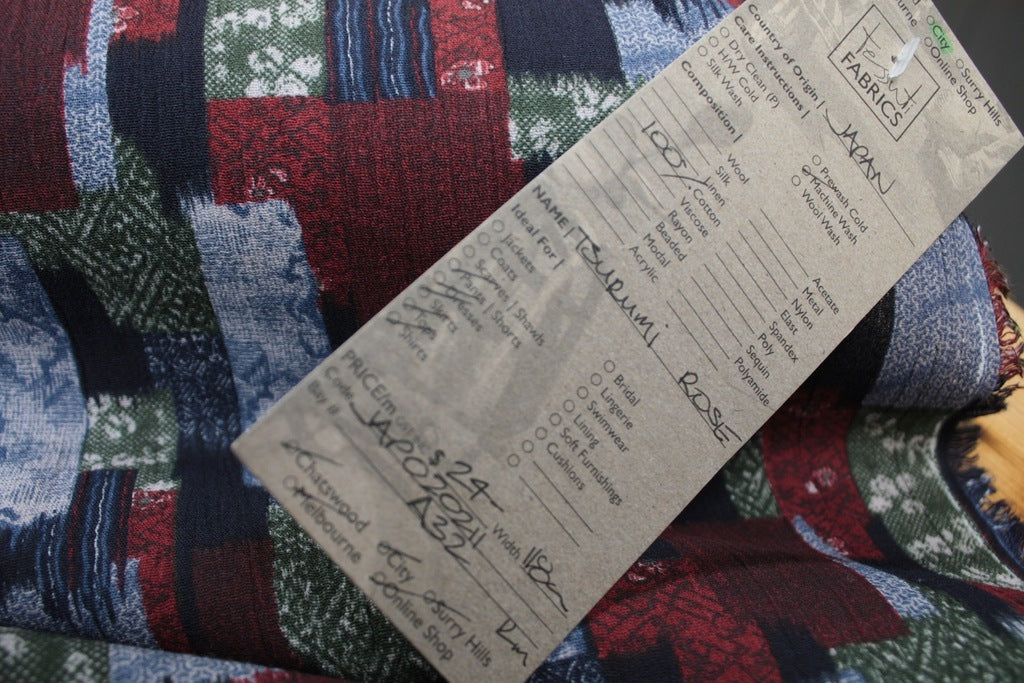 City
Online Shop
Surry Hills
Tessuti
FABRICS
Country of Origin | JAPAN
Care Instructions |
Dry Clean (P)
H/W Cold
Silk Wash
Prewash Cold
Machine Wash
Wool Wash
Composition |
Wool
Silk
Linen
100% Cotton
Viscose
Rayon
Beaded
Modal
Acrylic
Acetate
Metal
Nylon
Elast
Spandex
Poly
Sequin
Polyamide
NAME | Tsurumi ROSE
Ideal For |
Jackets
Coats
Scarves | Shawls
Pants | Shorts
Dresses
Skirts
Shirts
Bridal
Lingerie
Swimwear
Lining
Soft Furnishings
Cushions
PRICE/m $24- Width 118cm
Code JAP020211
Bay # A32
Chatswood
Melbourne
City
Online Shop
Surry Hills